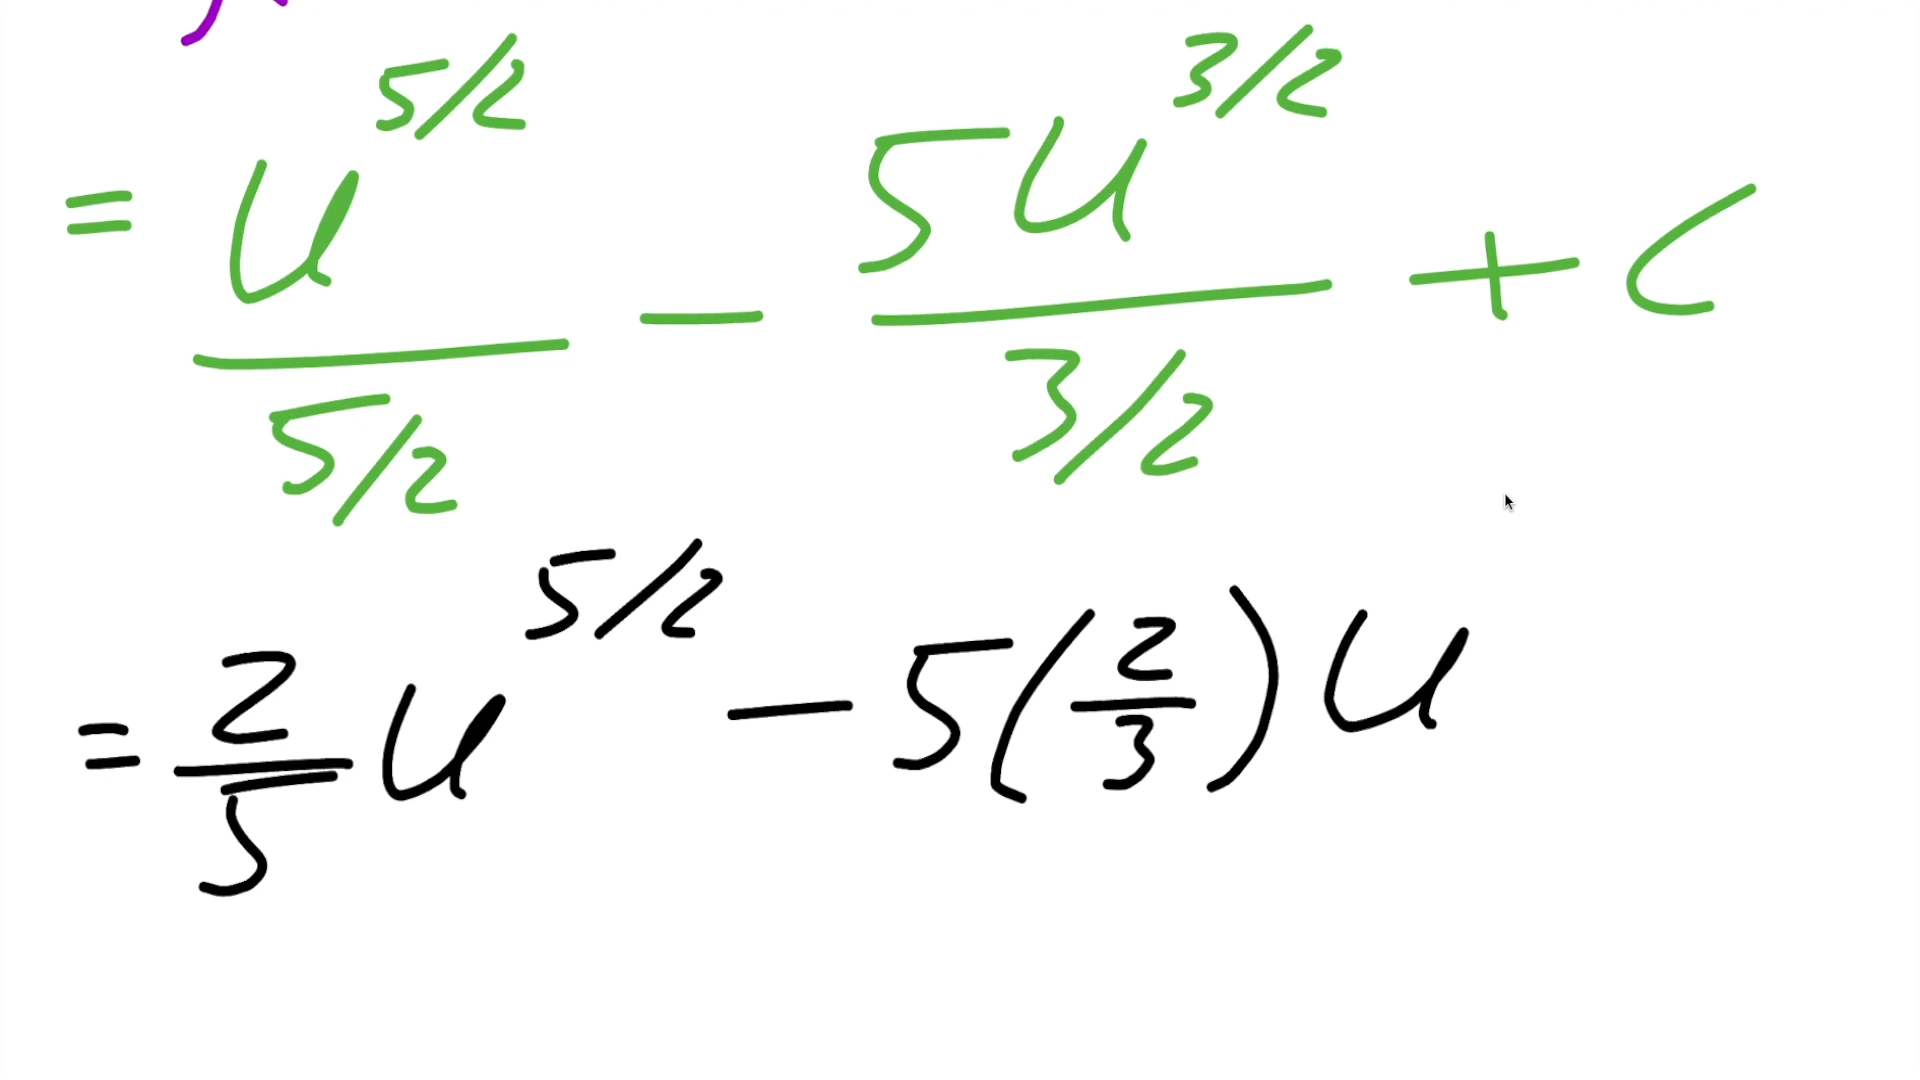 = u^{5/2} / (5/2) − 5u^{3/2} / (3/2) + C
= 2/5 u^{5/2} − 5(2/3)u